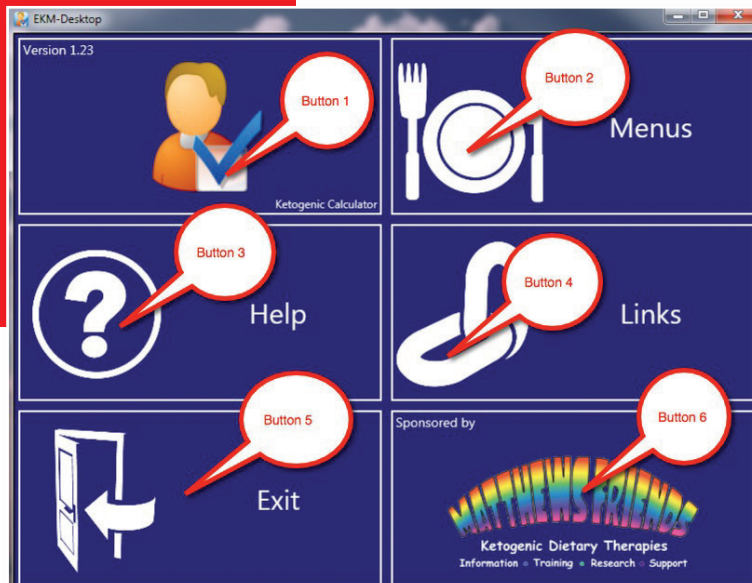 EKM-Desktop
Version 1.23
Button 1
Ketogenic Calculator
Button 2
Menus
Button 3
Help
Button 4
Links
Button 5
Exit
Sponsored by
Button 6
MATTHEWS FRIENDS
Ketogenic Dietary Therapies
Information • Training • Research • Support